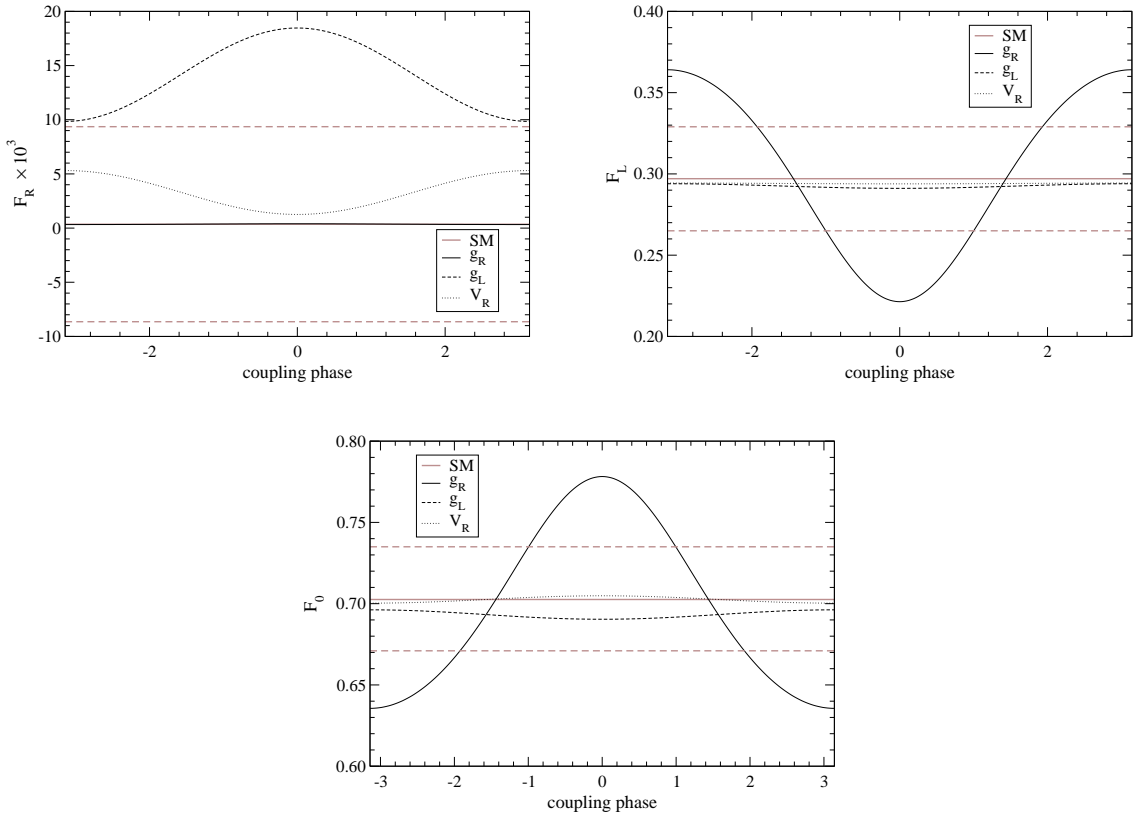 20
15
10
5
0
-5
-10
F_R × 10^3
SM
g_R
g_L
V_R
-2 0 2
coupling phase
0.40
0.35
0.30
0.25
0.20
F_L
SM
g_R
g_L
V_R
-2 0 2
coupling phase
0.80
0.75
0.70
0.65
0.60
F_0
SM
g_R
g_L
V_R
-3 -2 -1 0 1 2 3
coupling phase